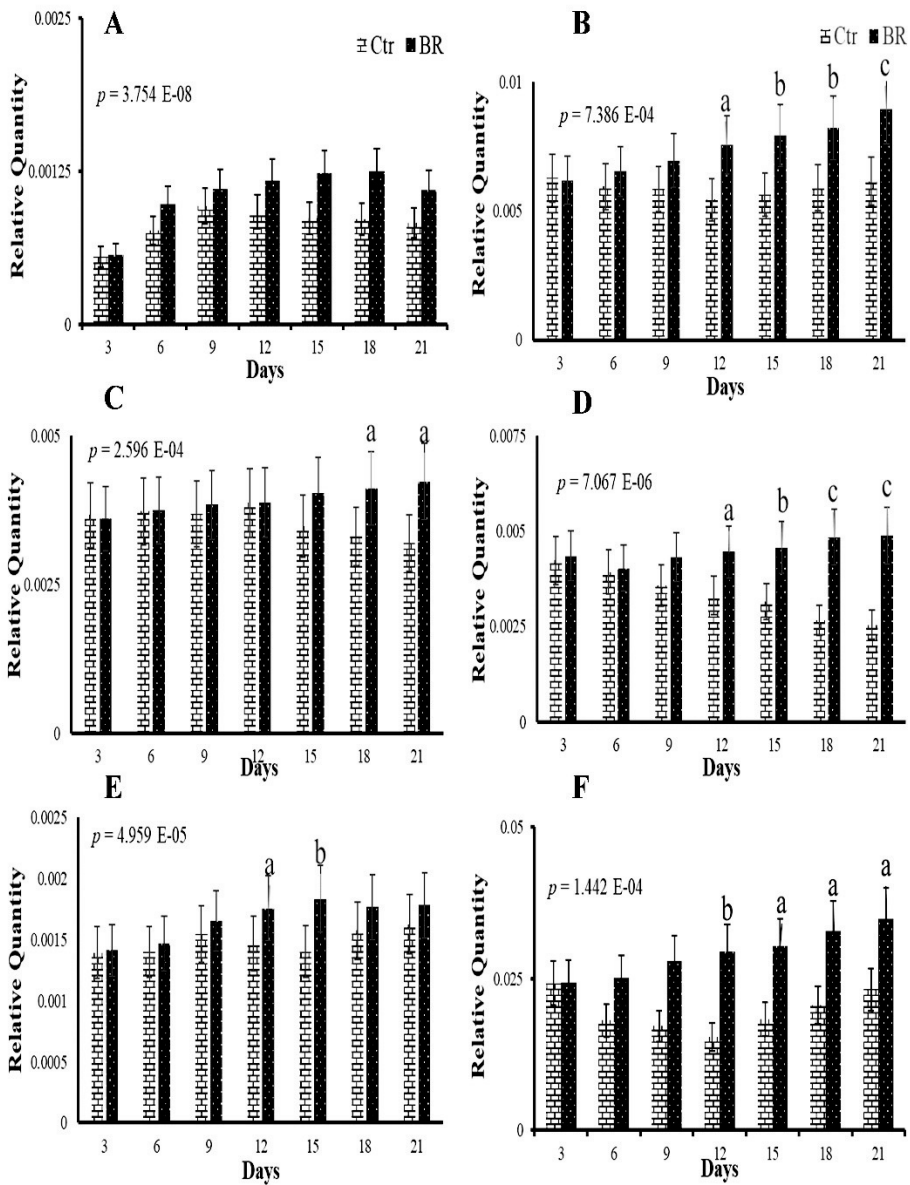 A
0.0025
Ctr BR
p = 3.754 E-08
Relative Quantity
0.00125
0
3 6 9 12 15 18 21
Days
B
Ctr BR
0.01
p = 7.386 E-04
a b b c
Relative Quantity
0.005
0
3 6 9 12 15 18 21
Days
C
0.005
p = 2.596 E-04
a a
Relative Quantity
0.0025
0
3 6 9 12 15 18 21
Days
D
0.0075
p = 7.067 E-06
a b c c
Relative Quantity
0.005
0.0025
0
3 6 9 12 15 18 21
Days
E
0.0025
p = 4.959 E-05
a b
Relative Quantity
0.002
0.0015
0.001
0.0005
0
3 6 9 12 15 18 21
Days
F
0.05
p = 1.442 E-04
b a a a
Relative Quantity
0.025
0
3 6 9 12 15 18 21
Days